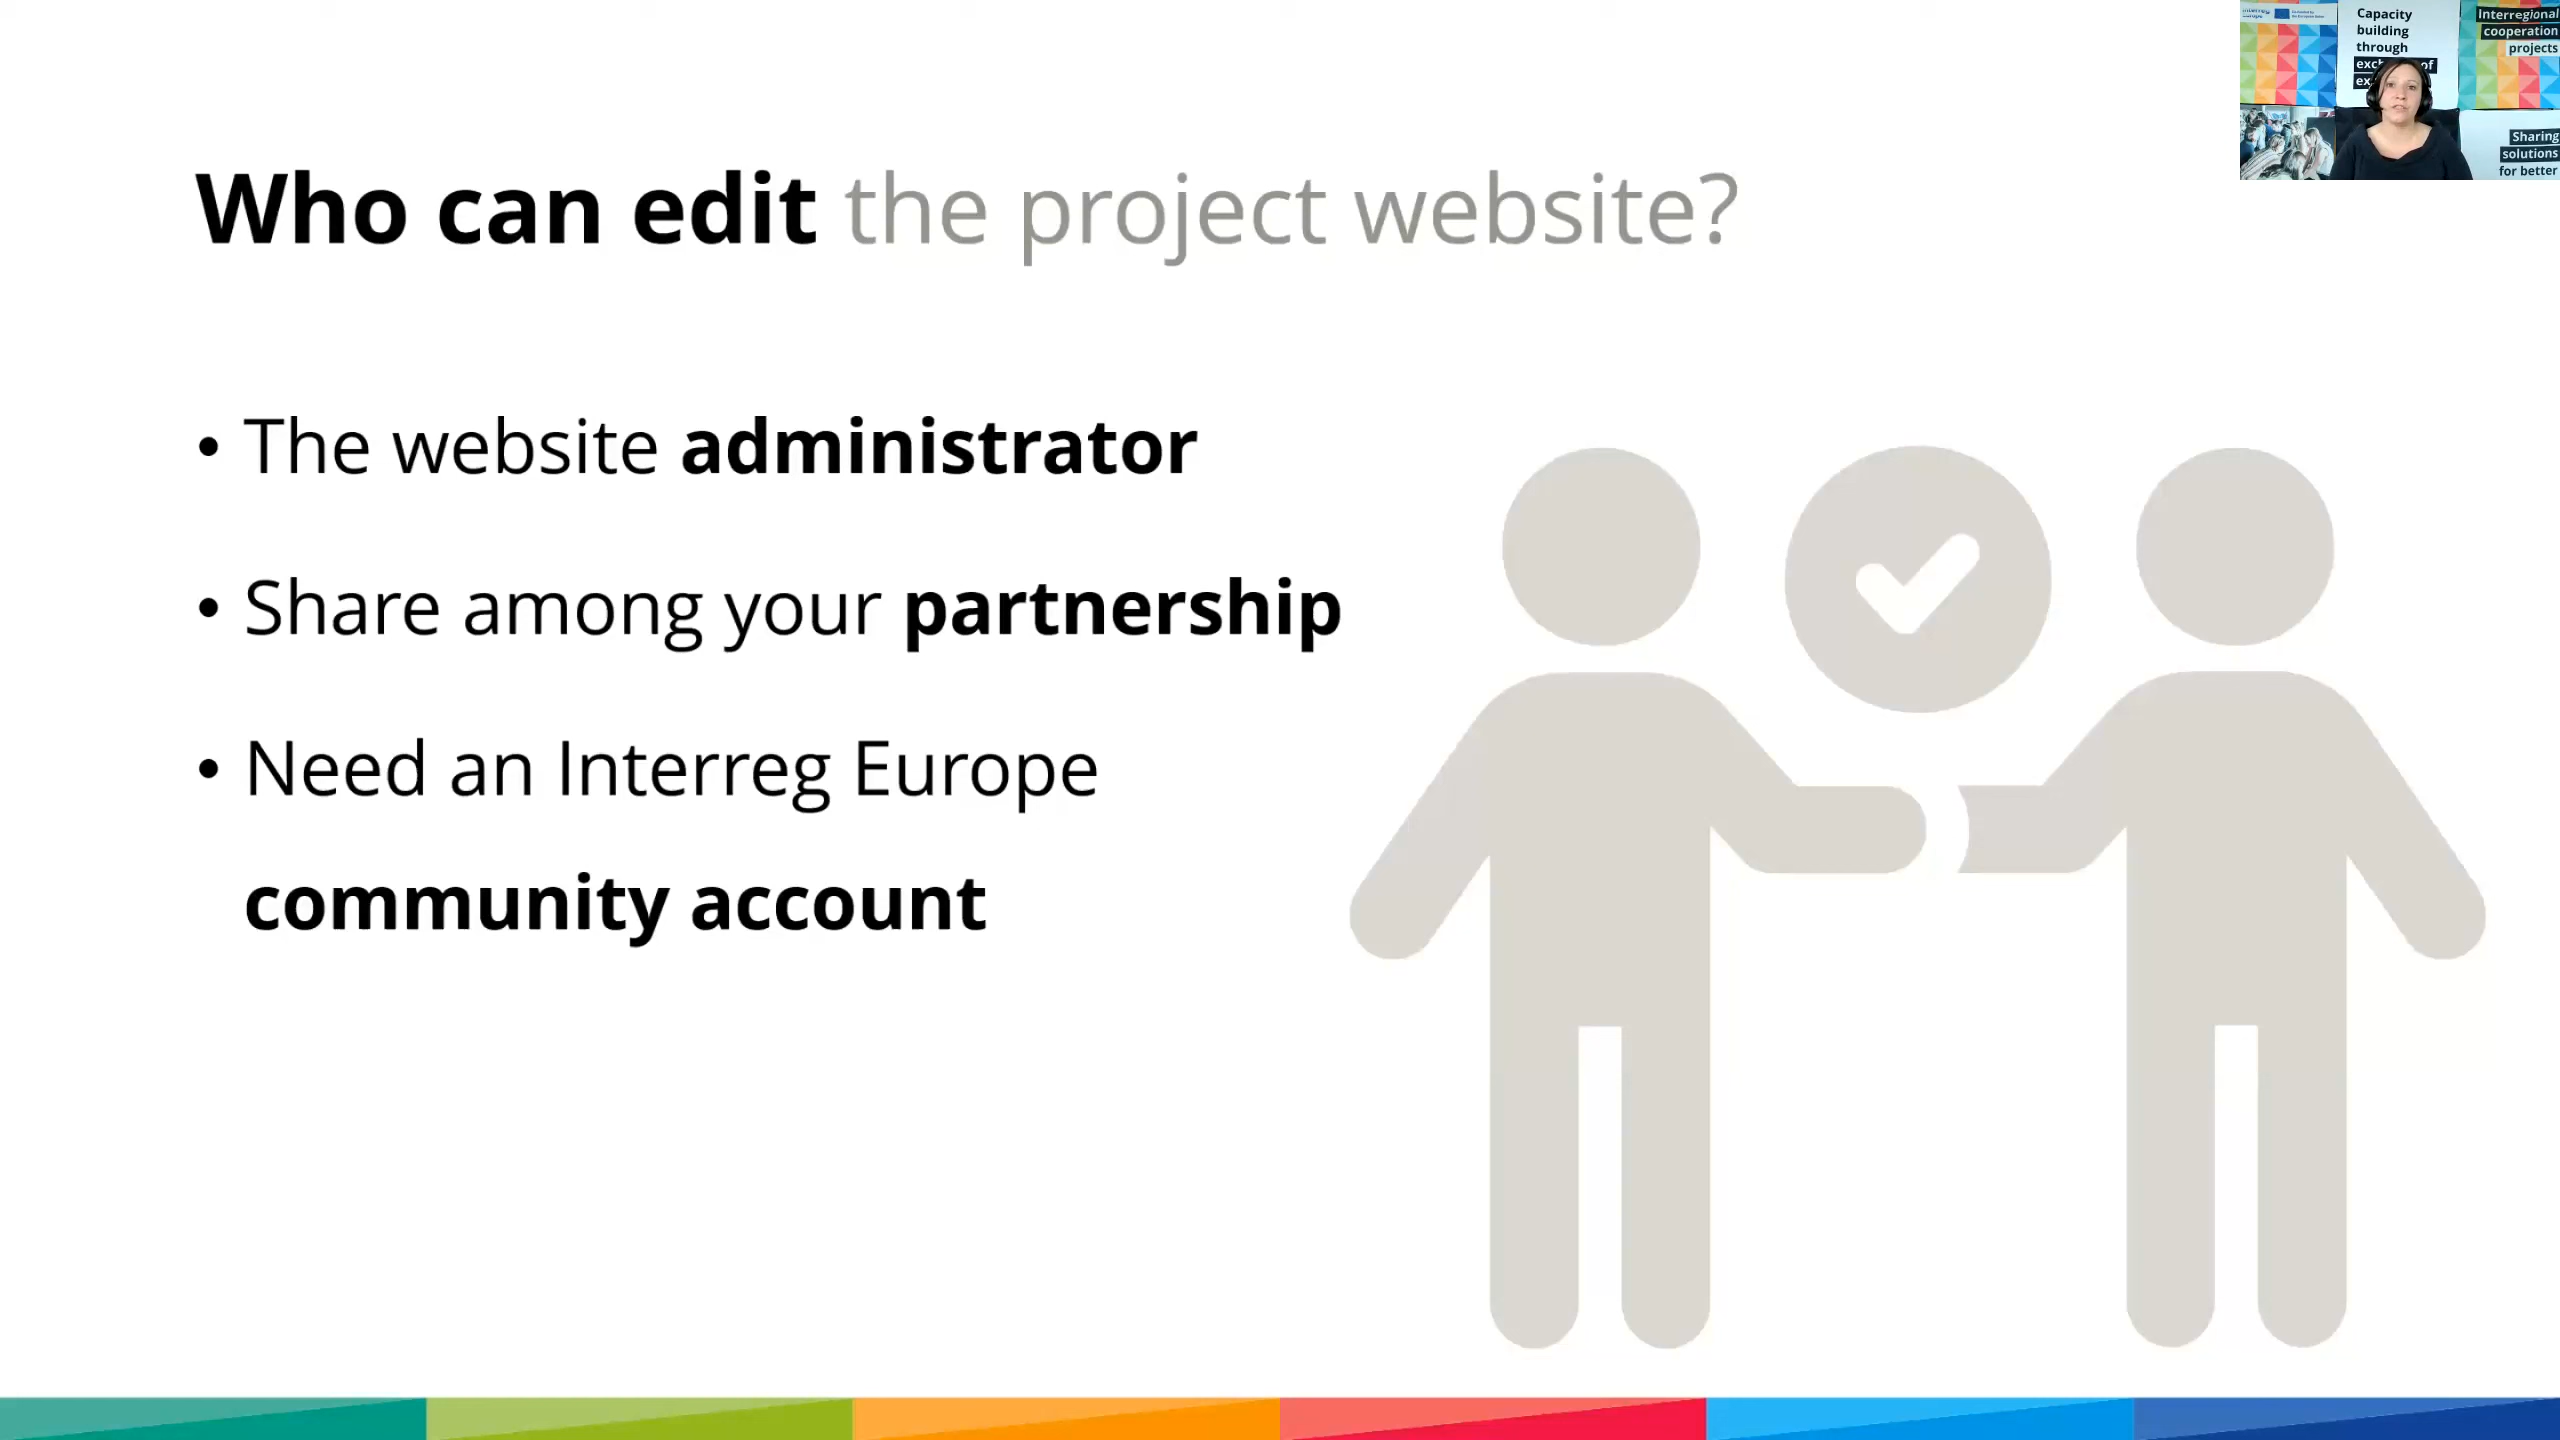 Who can edit the project website?
• The website administrator
• Share among your partnership
• Need an Interreg Europe
community account
Capacity
building
through
of
Interregional
cooperation
projects
Sharing
solutions
for better